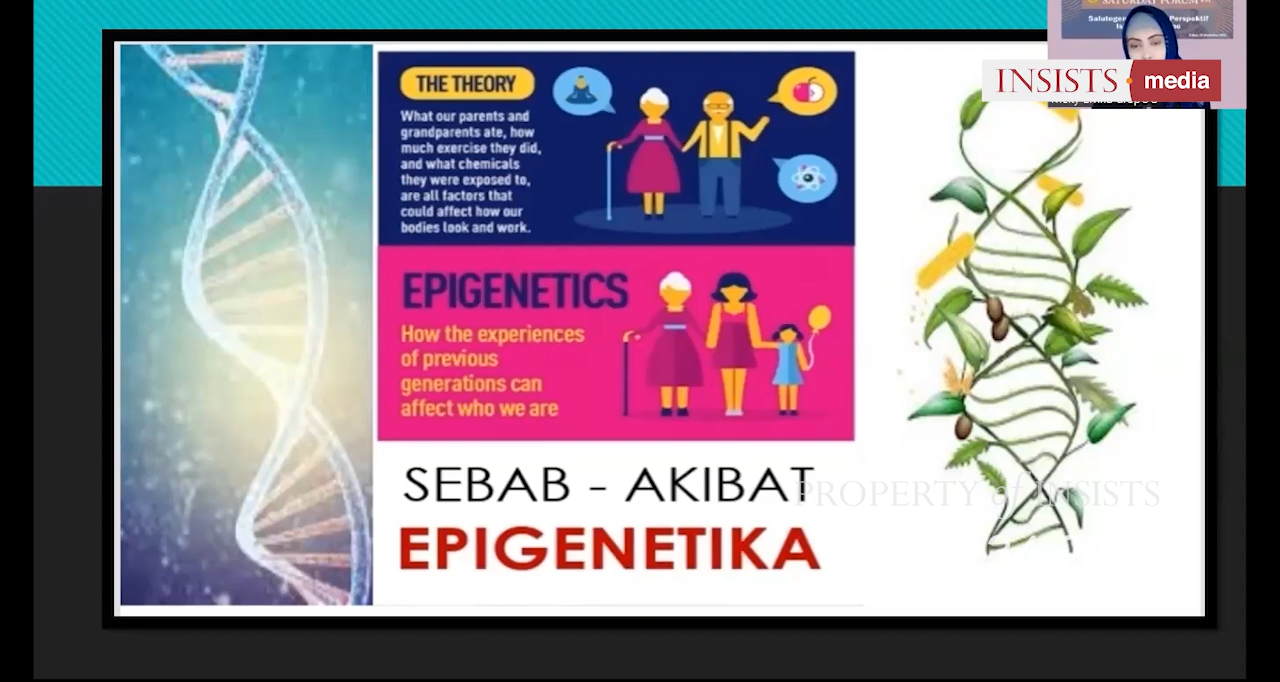 SATURDAY FORUM
Perspektif
INSISTS
media
THE THEORY
What our parents and
grandparents ate, how
much exercise they did,
and what chemicals
they were exposed to,
are all factors that
could affect how our
bodies look and work.
EPIGENETICS
How the experiences
of previous
generations can
affect who we are
SEBAB - AKIBAT
EPIGENETIKA
PROPERTY of INSISTS